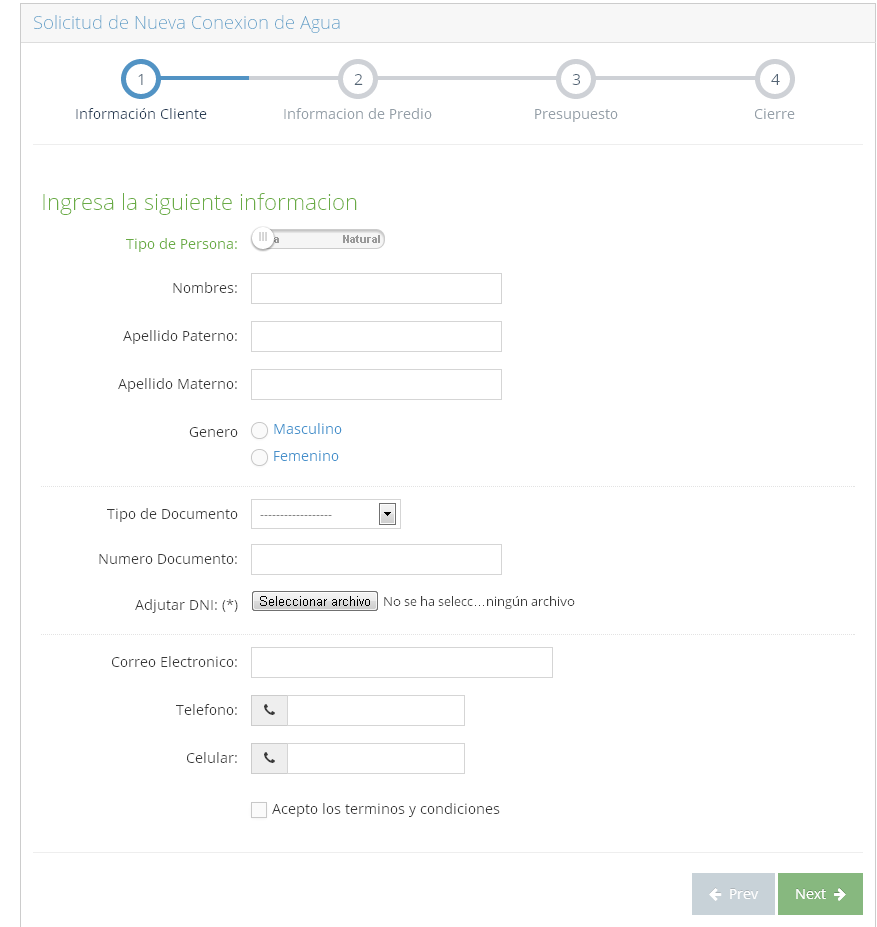 Solicitud de Nueva Conexion de Agua
1 2 3 4
Información Cliente Informacion de Predio Presupuesto Cierre
Ingresa la siguiente informacion
Tipo de Persona: a Natural
Nombres:
Apellido Paterno:
Apellido Materno:
Genero Masculino
Femenino
Tipo de Documento ------------------
Numero Documento:
Adjutar DNI: (*) Seleccionar archivo No se ha selecc...ningún archivo
Correo Electronico:
Telefono:
Celular:
Acepto los terminos y condiciones
Prev Next